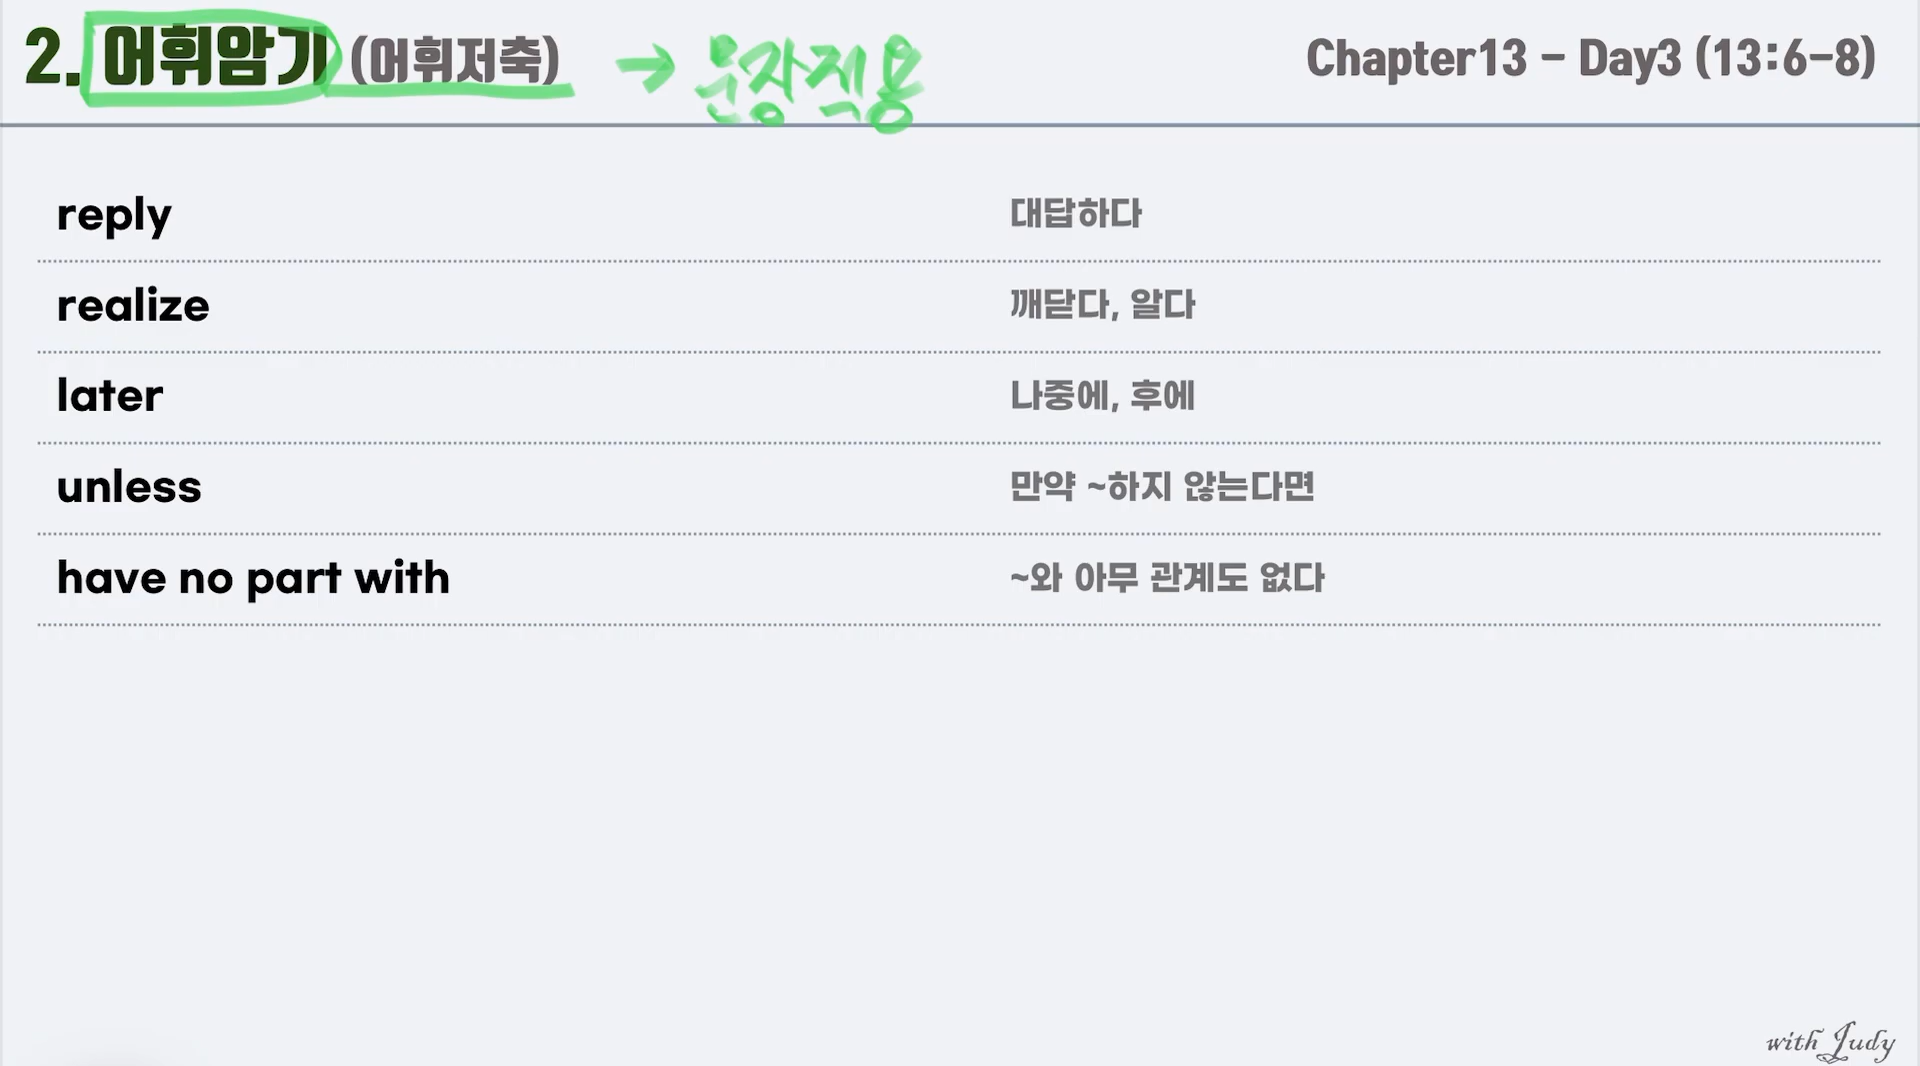 2. 어휘암기 (어휘저축) → 문장적용 Chapter13 - Day3 (13:6-8)
reply 대답하다
realize 깨닫다, 알다
later 나중에, 후에
unless 만약 ~하지 않는다면
have no part with ~와 아무 관계도 없다
with Judy